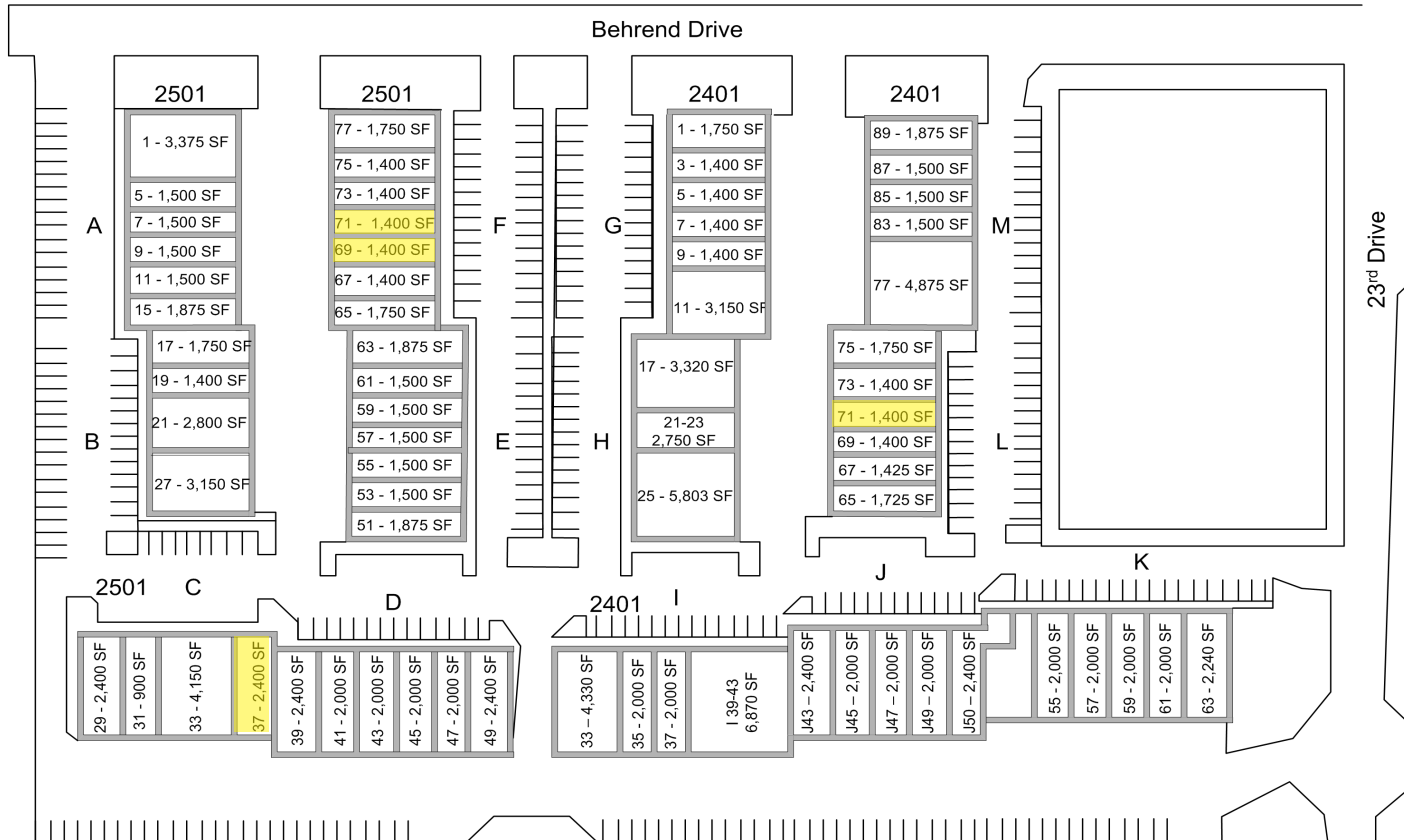 Behrend Drive
2501
1 - 3,375 SF
5 - 1,500 SF
7 - 1,500 SF
9 - 1,500 SF
11 - 1,500 SF
15 - 1,875 SF
A
17 - 1,750 SF
19 - 1,400 SF
21 - 2,800 SF
27 - 3,150 SF
B
2501
77 - 1,750 SF
75 - 1,400 SF
73 - 1,400 SF
71 - 1,400 SF
69 - 1,400 SF
67 - 1,400 SF
65 - 1,750 SF
F
63 - 1,875 SF
61 - 1,500 SF
59 - 1,500 SF
57 - 1,500 SF
55 - 1,500 SF
53 - 1,500 SF
51 - 1,875 SF
E
2401
1 - 1,750 SF
3 - 1,400 SF
5 - 1,400 SF
7 - 1,400 SF
9 - 1,400 SF
11 - 3,150 SF
G
17 - 3,320 SF
21-23
2,750 SF
25 - 5,803 SF
H
2401
89 - 1,875 SF
87 - 1,500 SF
85 - 1,500 SF
83 - 1,500 SF
77 - 4,875 SF
M
75 - 1,750 SF
73 - 1,400 SF
71 - 1,400 SF
69 - 1,400 SF
67 - 1,425 SF
65 - 1,725 SF
L
23rd Drive
2501
C
29 - 2,400 SF
31 - 900 SF
33 - 4,150 SF
37 - 2,400 SF
D
39 - 2,400 SF
41 - 2,000 SF
43 - 2,000 SF
45 - 2,000 SF
47 - 2,000 SF
49 - 2,400 SF
2401
I
33 – 4,330 SF
35 - 2,000 SF
37 - 2,000 SF
I 39-43
6,870 SF
J
J43 – 2,400 SF
J45 – 2,000 SF
J47 – 2,000 SF
J49 – 2,000 SF
J50 – 2,400 SF
K
55 - 2,000 SF
57 - 2,000 SF
59 - 2,000 SF
61 - 2,000 SF
63 - 2,240 SF